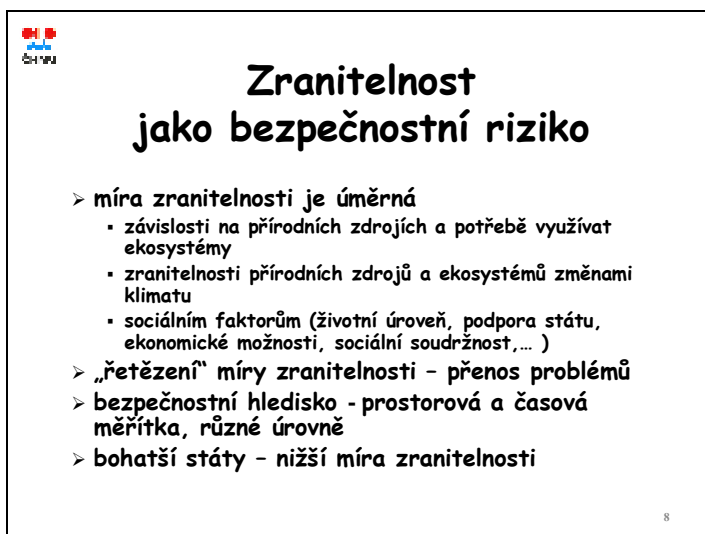 ČHMÚ
Zranitelnost
jako bezpečnostní riziko
➢ míra zranitelnosti je úměrná
▪ závislosti na přírodních zdrojích a potřebě využívat
ekosystémy
▪ zranitelnosti přírodních zdrojů a ekosystémů změnami
klimatu
▪ sociálním faktorům (životní úroveň, podpora státu,
ekonomické možnosti, sociální soudržnost,… )
➢ „řetězení“ míry zranitelnosti – přenos problémů
➢ bezpečnostní hledisko - prostorová a časová
měřítka, různé úrovně
➢ bohatší státy – nižší míra zranitelnosti
8